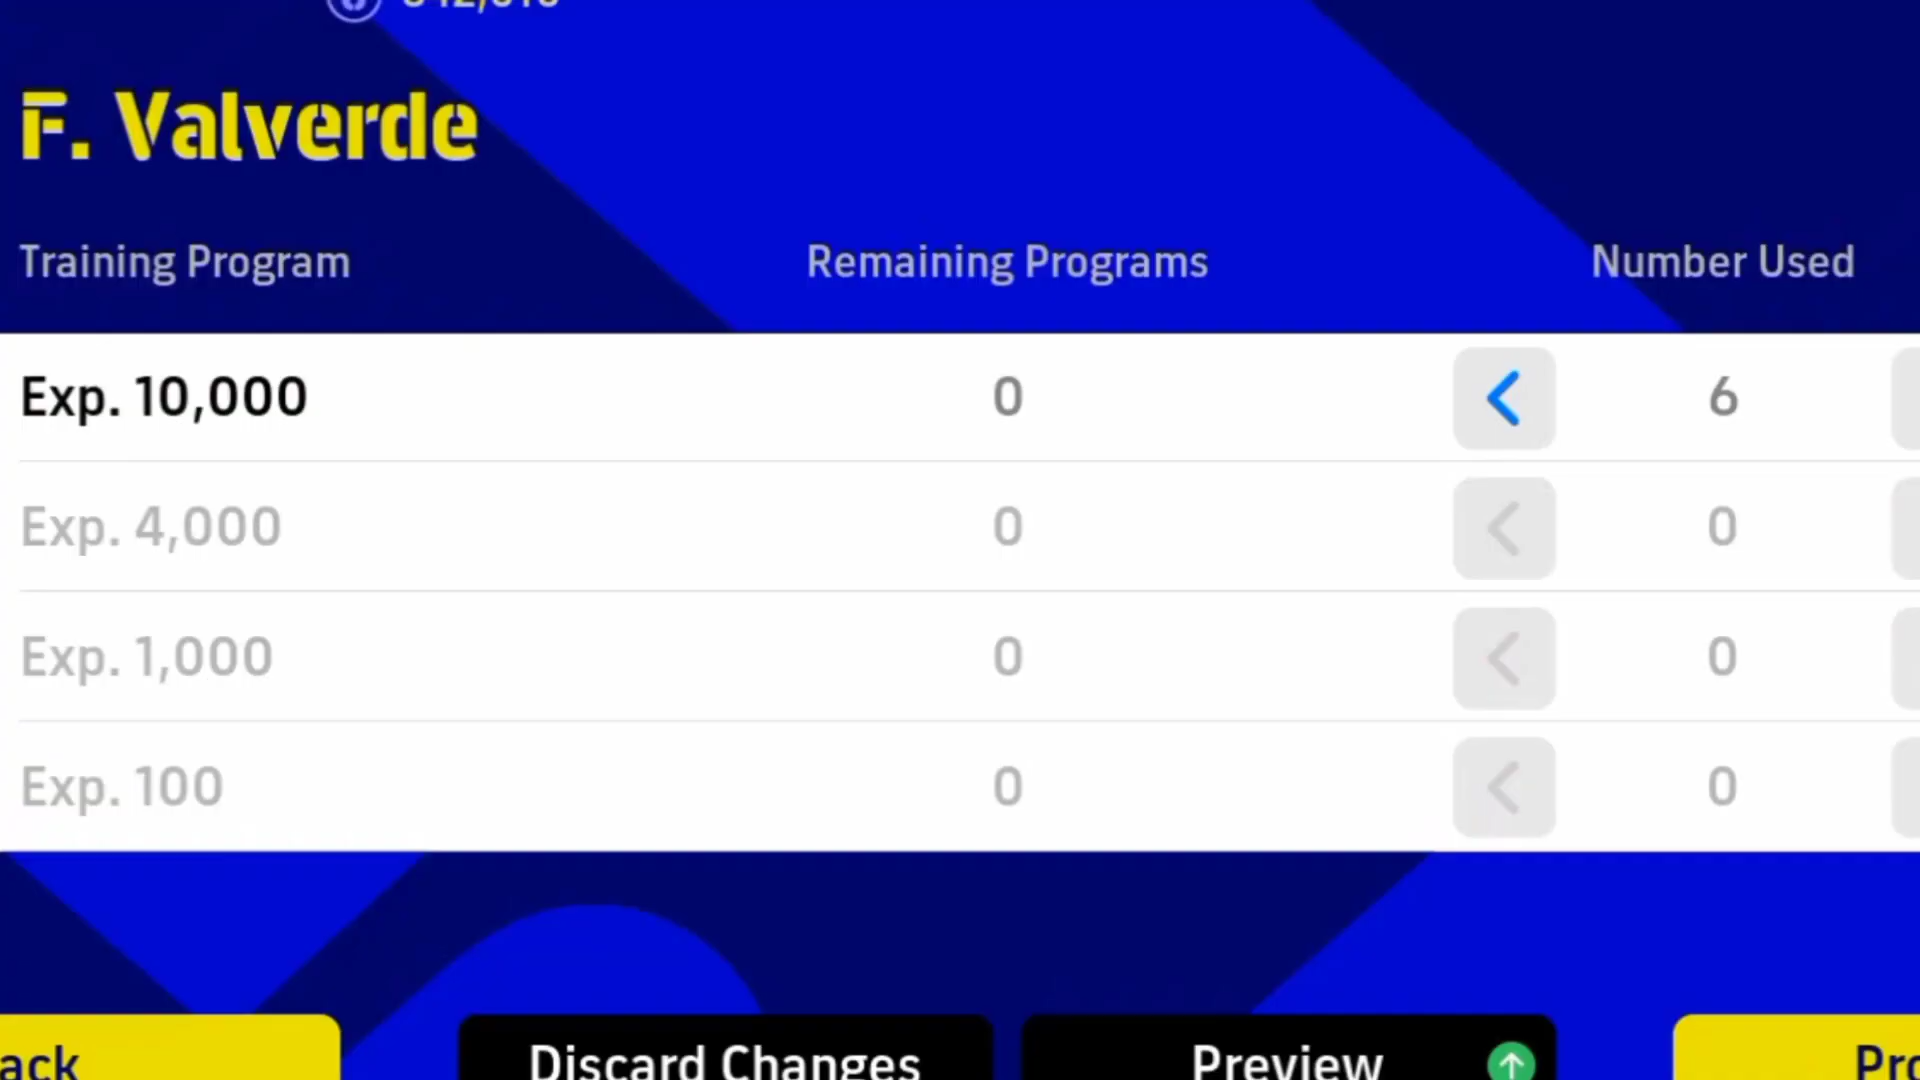 F. Valverde
Training Program Remaining Programs Number Used
Exp. 10,000 0 6
Exp. 4,000 0 0
Exp. 1,000 0 0
Exp. 100 0 0
Discard Changes Preview